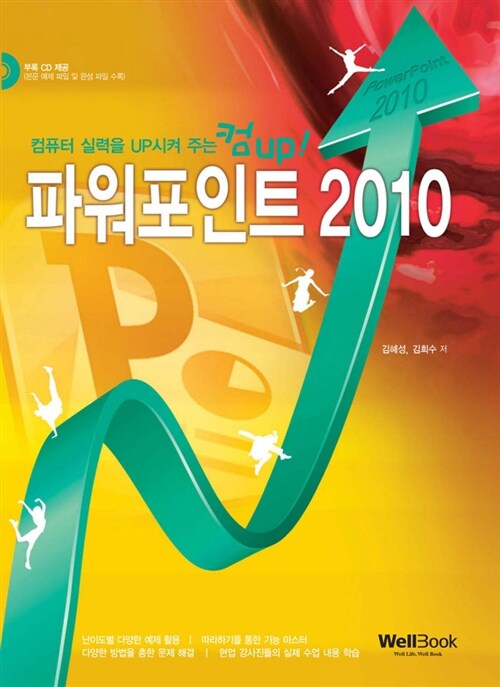 부록 CD 제공
(본문 예제 파일 및 완성 파일 수록)
PowerPoint
2010
컴퓨터 실력을 UP시켜 주는 컴up!
파워포인트 2010
김혜성, 김희수 저
난이도별 다양한 예제 활용 | 따라하기를 통한 기능 마스터
다양한 방법을 총한 문제 해결 | 현업 강사진들의 실제 수업 내용 학습
WellBook
Well Life, Well Book